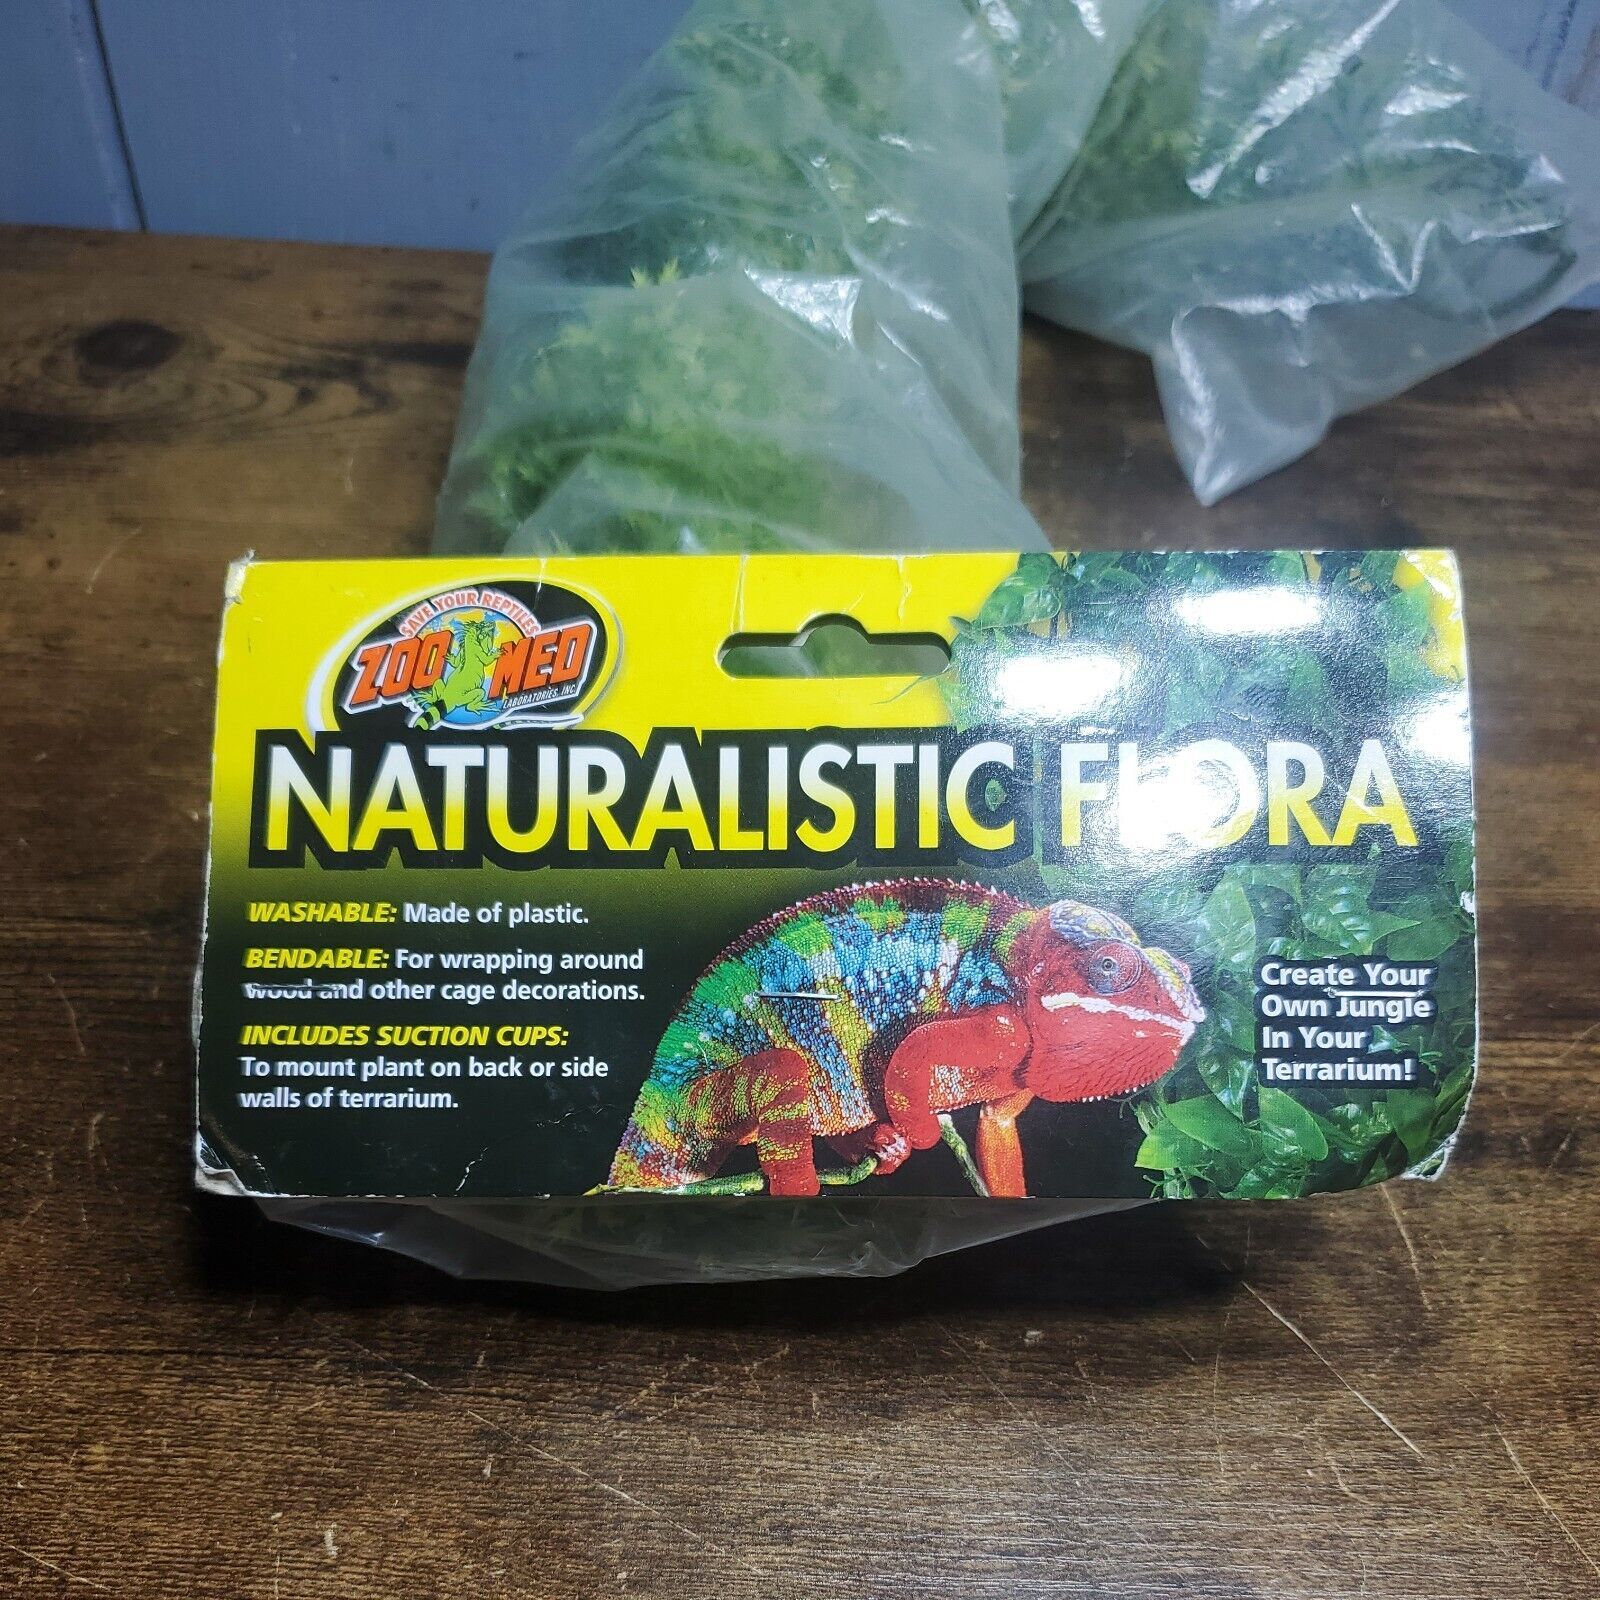 SAVE YOUR REPTILES
ZOO MED
LABORATORIES, INC.
NATURALISTIC FLORA
WASHABLE: Made of plastic.
BENDABLE: For wrapping around
wood and other cage decorations.
INCLUDES SUCTION CUPS:
To mount plant on back or side
walls of terrarium.
Create Your
Own Jungle
In Your
Terrarium!